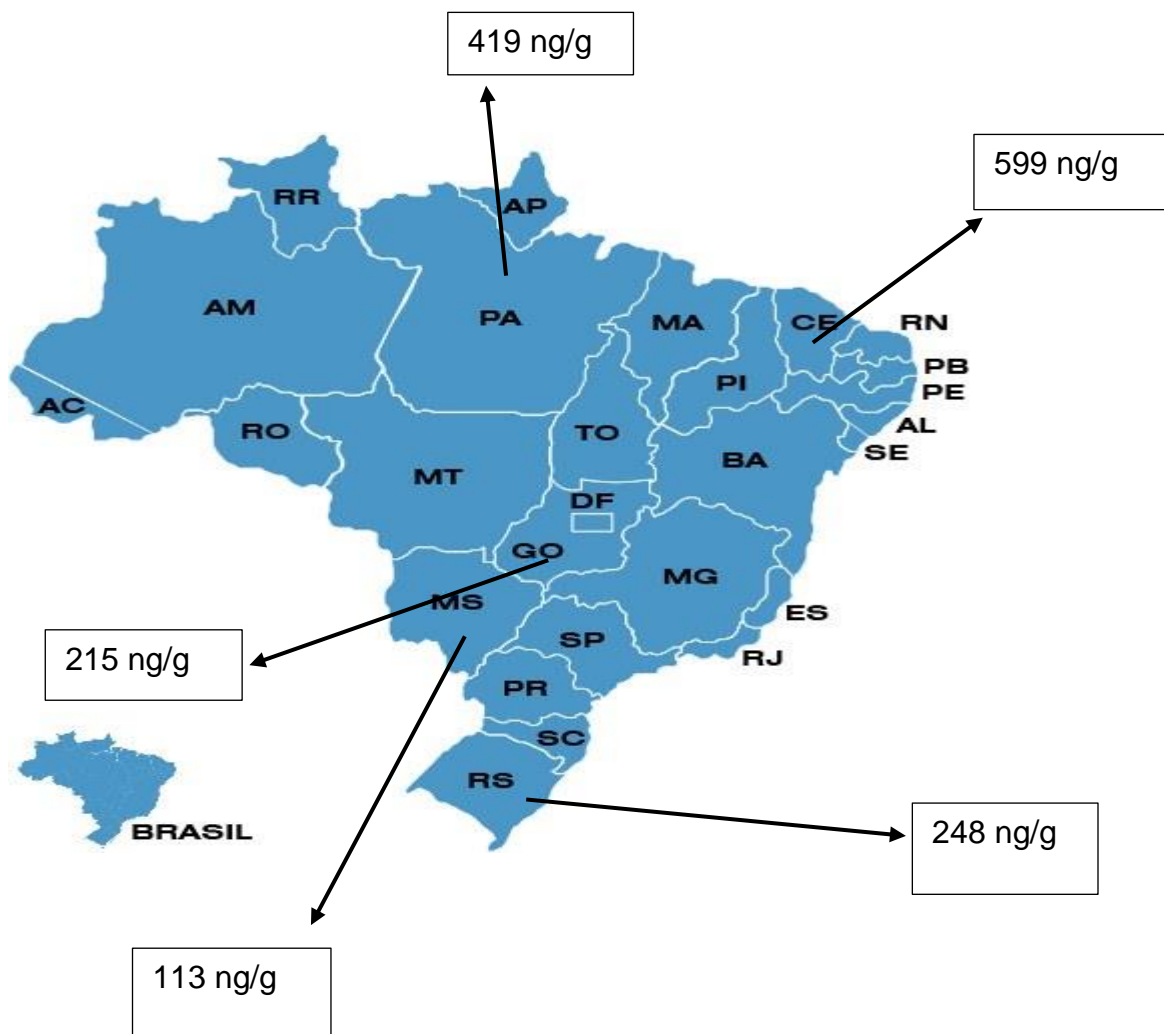 419 ng/g
599 ng/g
RR
AP
AM
PA
MA
CE
RN
PB
PI
PE
AC
AL
RO
TO
SE
BA
MT
DF
GO
MG
MS
ES
SP
215 ng/g
RJ
PR
SC
RS
BRASIL
248 ng/g
113 ng/g